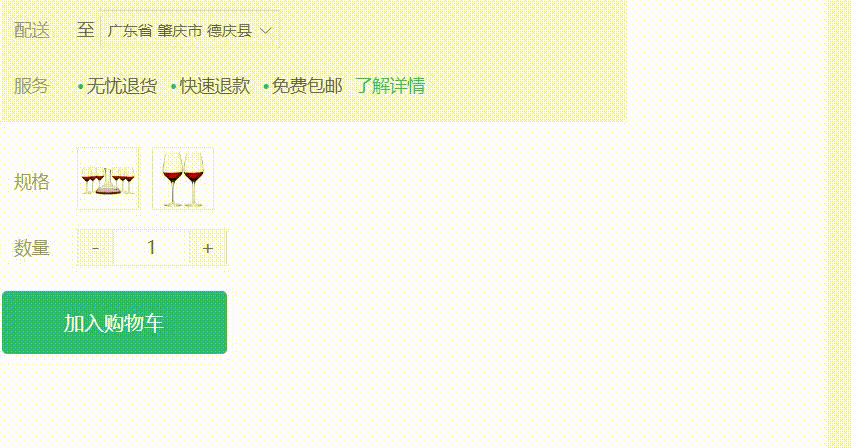 配送 至 广东省 肇庆市 德庆县
服务 •无忧退货 •快速退款 •免费包邮 了解详情
规格
数量 - 1 +
加入购物车